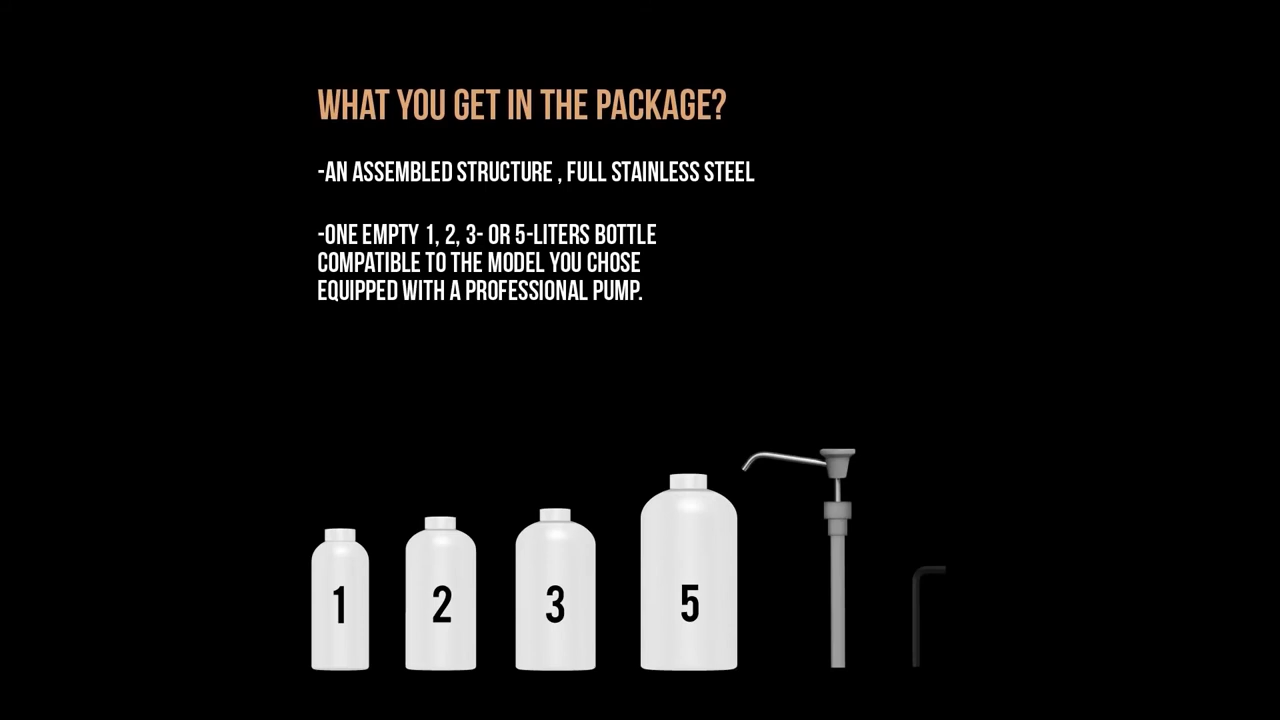 WHAT YOU GET IN THE PACKAGE?
-AN ASSEMBLED STRUCTURE , FULL STAINLESS STEEL
-ONE EMPTY 1, 2, 3- OR 5-LITERS BOTTLE
COMPATIBLE TO THE MODEL YOU CHOSE
EQUIPPED WITH A PROFESSIONAL PUMP.
1 2 3 5